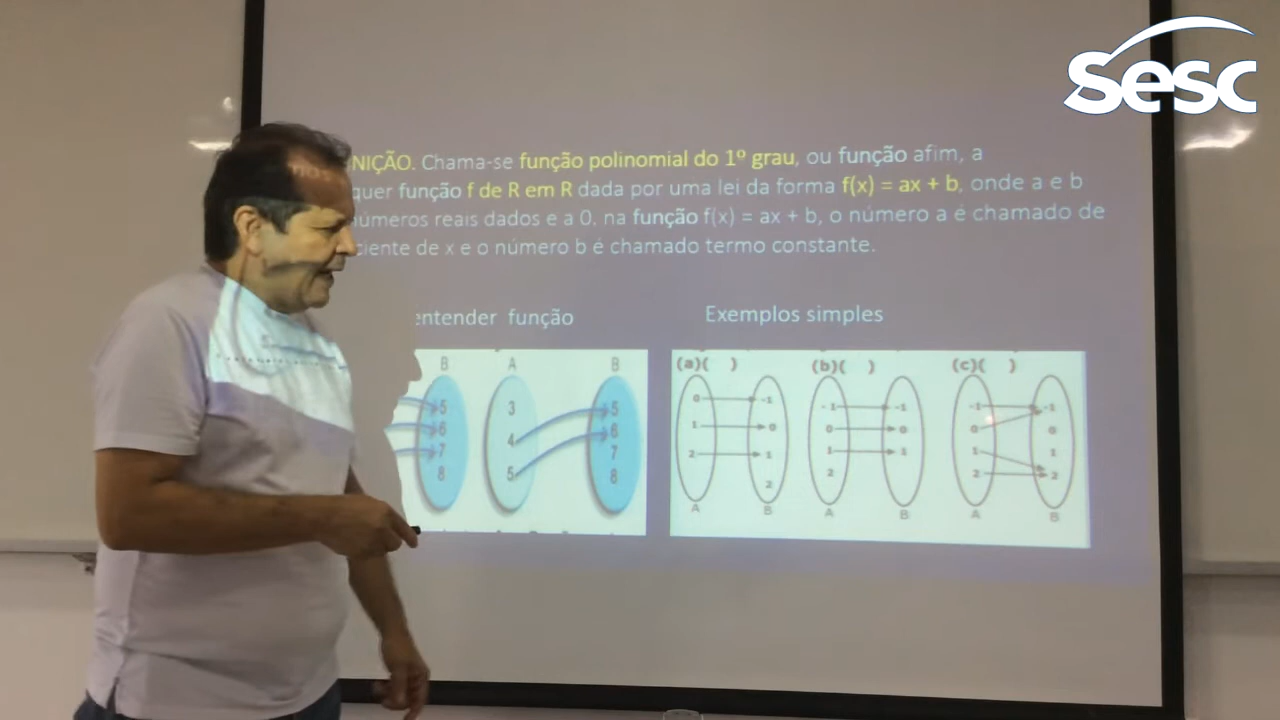 Sesc
NIÇÃO. Chama-se função polinomial do 1º grau, ou função afim, a
quer função f de R em R dada por uma lei da forma f(x) = ax + b, onde a e b
números reais dados e a 0. na função f(x) = ax + b, o número a é chamado de
ciente de x e o número b é chamado termo constante.
entender função
Exemplos simples
B A B
5 3 5
6 4 6
7 5 7
8 8
(a)( ) (b)( ) (c)( )
0 -1 -1 -1 -1 -1
1 0 0 0 0 0
2 1 1 1 1 1
2 2 2 2
A B A B A B